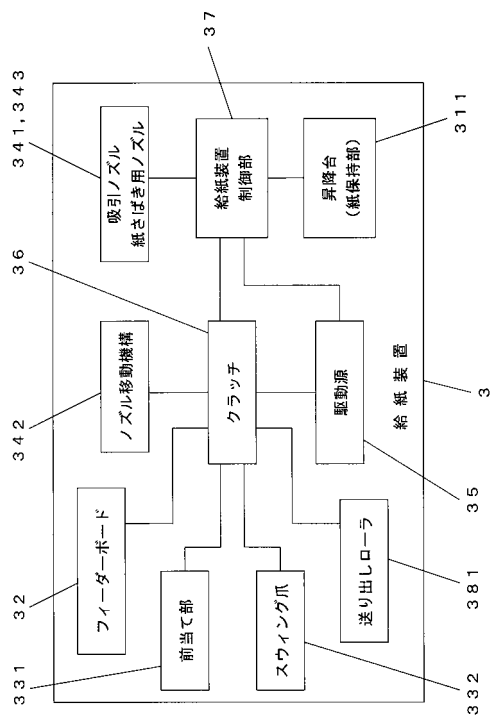 フィーダーボード
32
前当て部
331
スウィング爪
332
ノズル移動機構
342
クラッチ
36
送り出しローラ
381
駆動源
35
吸引ノズル
紙さばき用ノズル
341,343
給紙装置
制御部
37
昇降台
(紙保持部)
311
給紙装置
3